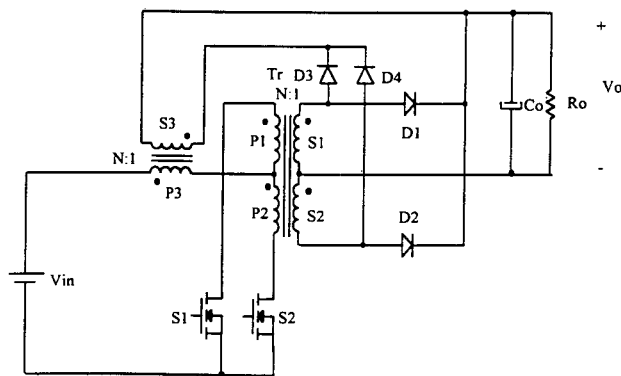 +
Tr D3 D4
Vo
N:1
S3
Co Ro
P1 S1 D1
N:1
-
P3
P2 S2 D2
Vin
S1 S2